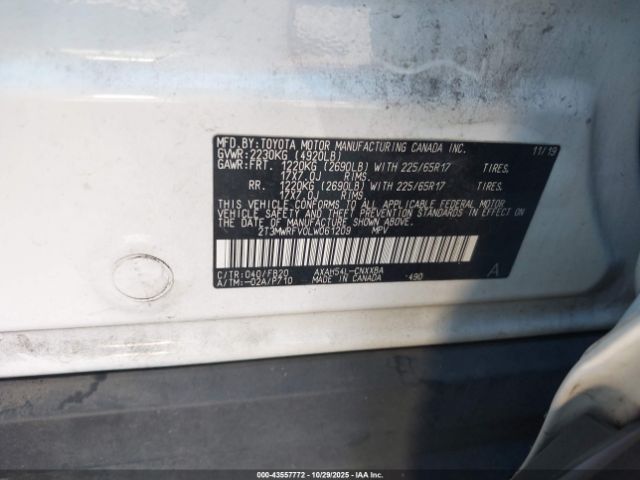 MFD.BY:TOYOTA MOTOR MANUFACTURING CANADA INC. 11/19
GVWR:2230KG (4920LB)
GAWR:FRT. 1220KG (2690LB) WITH 225/65R17 TIRES.
17X7.0J RIMS.
RR. 1220KG (2690LB) WITH 225/65R17 TIRES.
17X7.0J RIMS.
THIS VEHICLE CONFORMS TO ALL APPLICABLE FEDERAL MOTOR
VEHICLE SAFETY AND BUMPER STANDARDS IN EFFECT ON
THE DATE OF MANUFACTURE SHOWN ABOVE.
2T3MWRFV0LW061209 MPV
C/TR:040/FB20 AXAH54L-CNXXBA
A/TM:-02A/P710 MADE IN CANADA 490 A
000-43557772 - 10/29/2025 - IAA Inc.